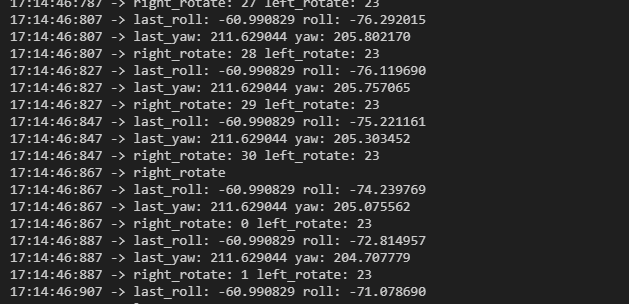 17:14:46:787 -> right_rotate: 27 left_rotate: 23
17:14:46:807 -> last_roll: -60.990829 roll: -76.292015
17:14:46:807 -> last_yaw: 211.629044 yaw: 205.802170
17:14:46:807 -> right_rotate: 28 left_rotate: 23
17:14:46:827 -> last_roll: -60.990829 roll: -76.119690
17:14:46:827 -> last_yaw: 211.629044 yaw: 205.757065
17:14:46:827 -> right_rotate: 29 left_rotate: 23
17:14:46:847 -> last_roll: -60.990829 roll: -75.221161
17:14:46:847 -> last_yaw: 211.629044 yaw: 205.303452
17:14:46:847 -> right_rotate: 30 left_rotate: 23
17:14:46:867 -> right_rotate
17:14:46:867 -> last_roll: -60.990829 roll: -74.239769
17:14:46:867 -> last_yaw: 211.629044 yaw: 205.075562
17:14:46:867 -> right_rotate: 0 left_rotate: 23
17:14:46:887 -> last_roll: -60.990829 roll: -72.814957
17:14:46:887 -> last_yaw: 211.629044 yaw: 204.707779
17:14:46:887 -> right_rotate: 1 left_rotate: 23
17:14:46:907 -> last_roll: -60.990829 roll: -71.078690